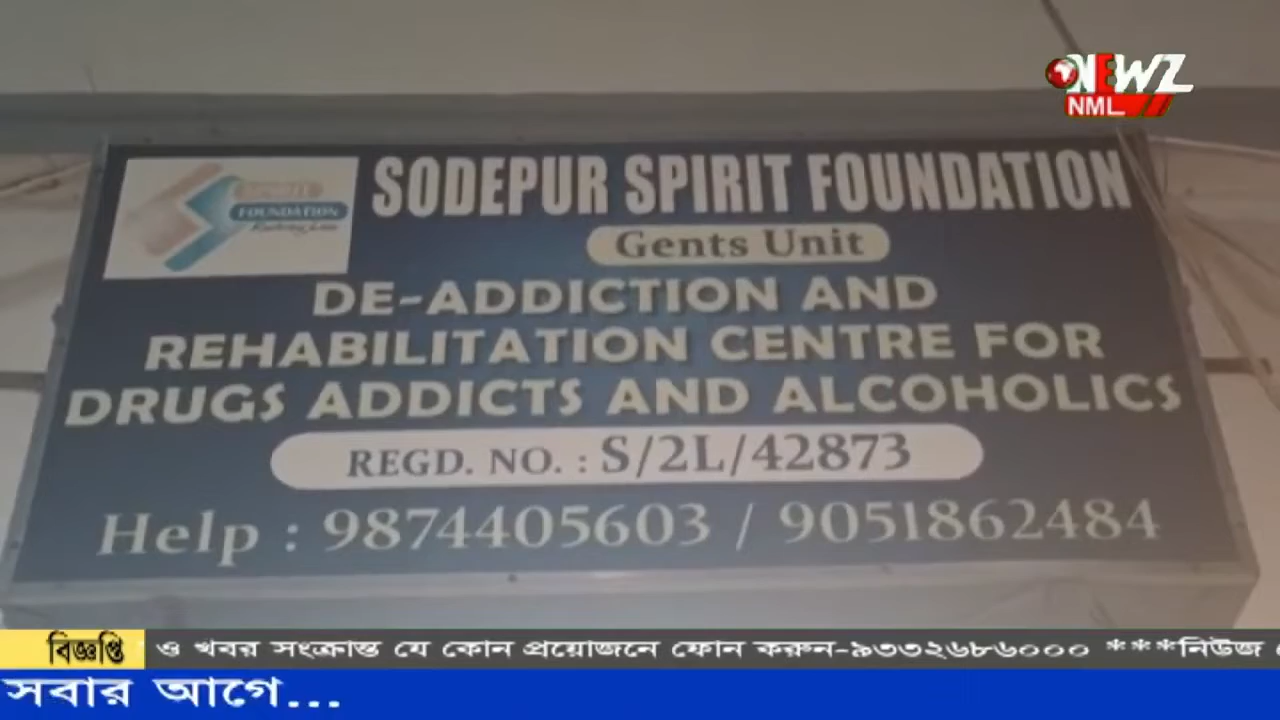 NEWZ
NML
SPIRIT
FOUNDATION
SODEPUR SPIRIT FOUNDATION
Gents Unit
DE-ADDICTION AND
REHABILITATION CENTRE FOR
DRUGS ADDICTS AND ALCOHOLICS
REGD. NO. : S/2L/42873
Help : 9874405603 / 9051862484
বিজ্ঞপ্তি ও খবর সংক্রান্ত যে কোন প্রয়োজনে ফোন করুন-৯৩৩২৬৮৬০০০ ***নিউজ
সবার আগে...